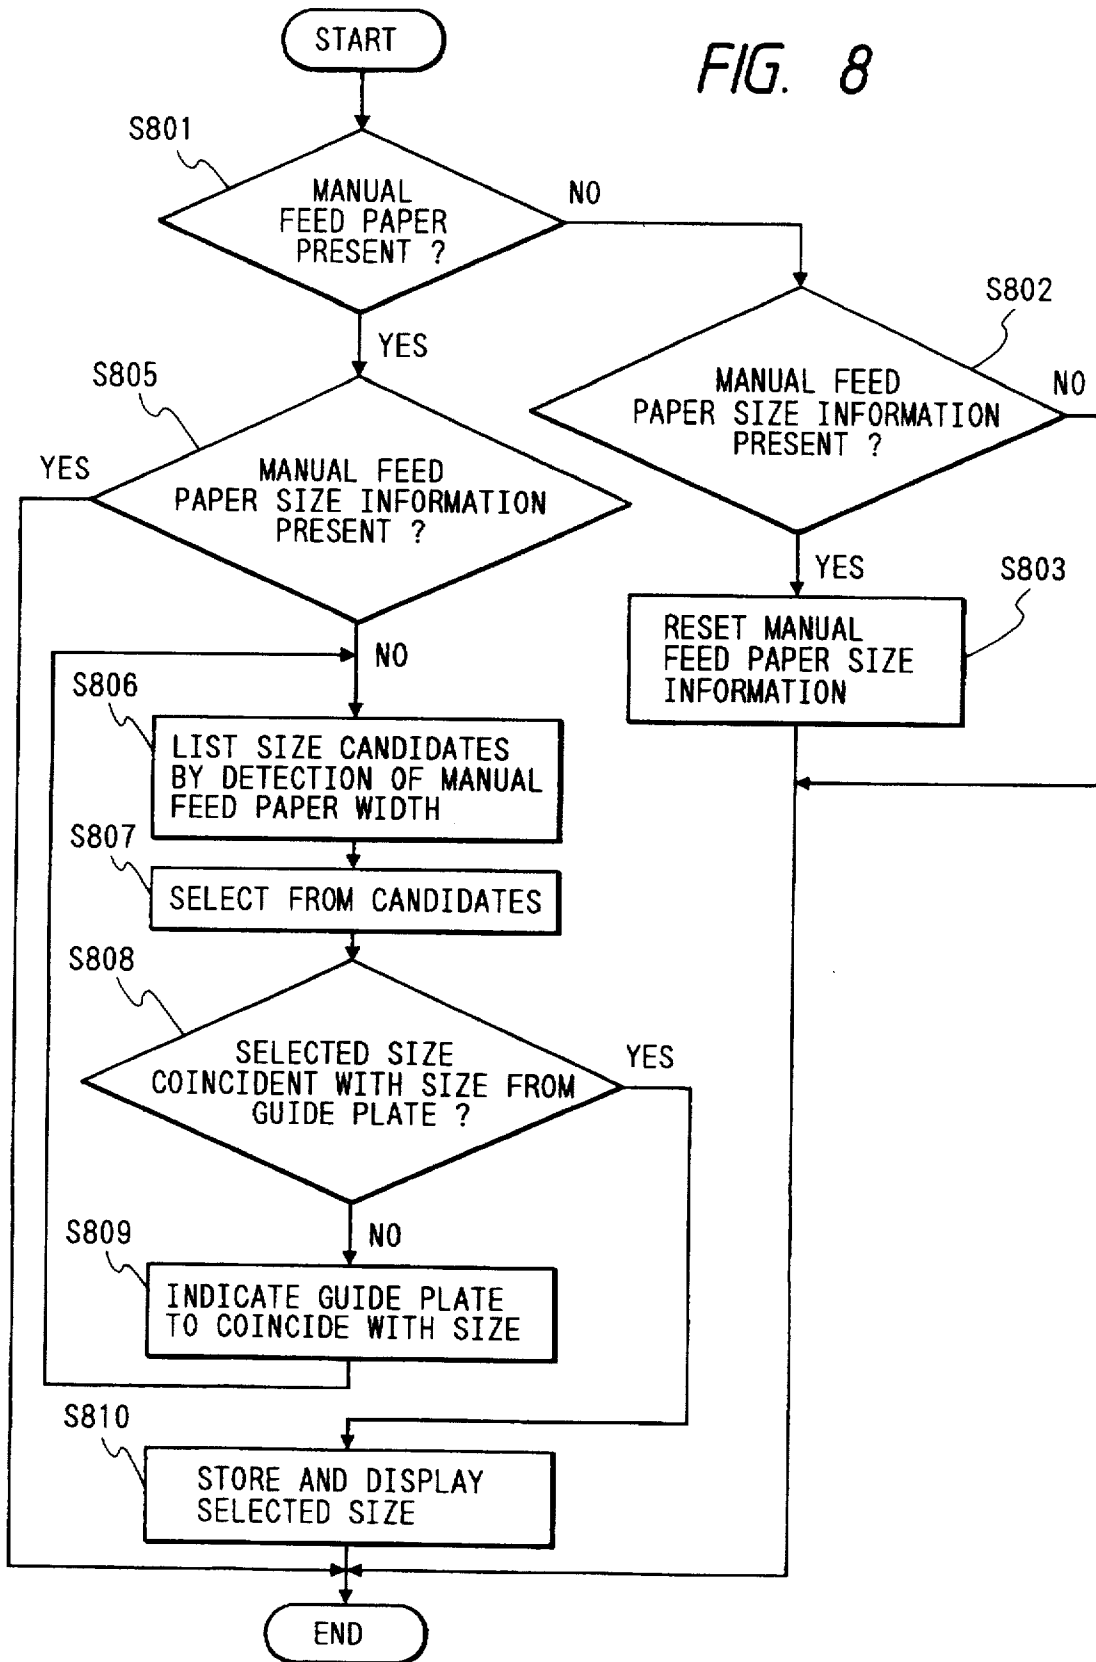 START
FIG. 8
S801
MANUAL
FEED PAPER
PRESENT ?
NO
YES
S802
MANUAL FEED
PAPER SIZE INFORMATION
PRESENT ?
NO
YES
S803
RESET MANUAL
FEED PAPER SIZE
INFORMATION
S805
YES
MANUAL FEED
PAPER SIZE INFORMATION
PRESENT ?
NO
S806
LIST SIZE CANDIDATES
BY DETECTION OF MANUAL
FEED PAPER WIDTH
S807
SELECT FROM CANDIDATES
S808
SELECTED SIZE
COINCIDENT WITH SIZE FROM
GUIDE PLATE ?
YES
NO
S809
INDICATE GUIDE PLATE
TO COINCIDE WITH SIZE
S810
STORE AND DISPLAY
SELECTED SIZE
END